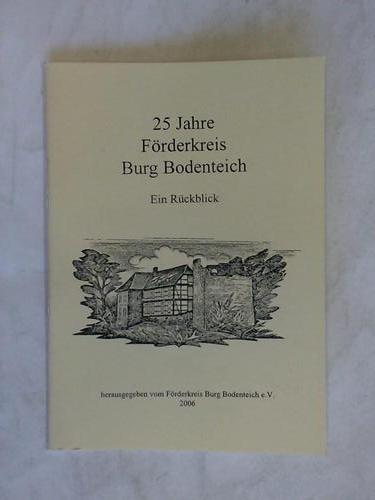 25 Jahre
Förderkreis
Burg Bodenteich
Ein Rückblick
herausgegeben vom Förderkreis Burg Bodenteich e.V.
2006